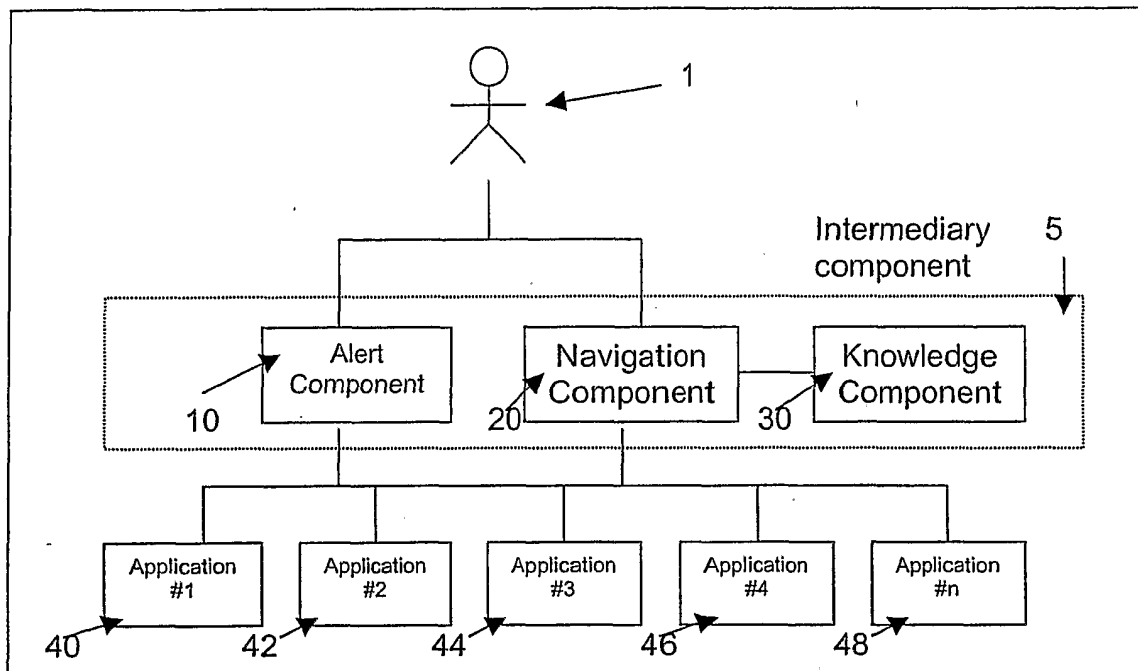 1
Intermediary 5
component
Alert
Component
Navigation
Component
Knowledge
Component
10
20
30
Application
#1
Application
#2
Application
#3
Application
#4
Application
#n
40
42
44
46
48